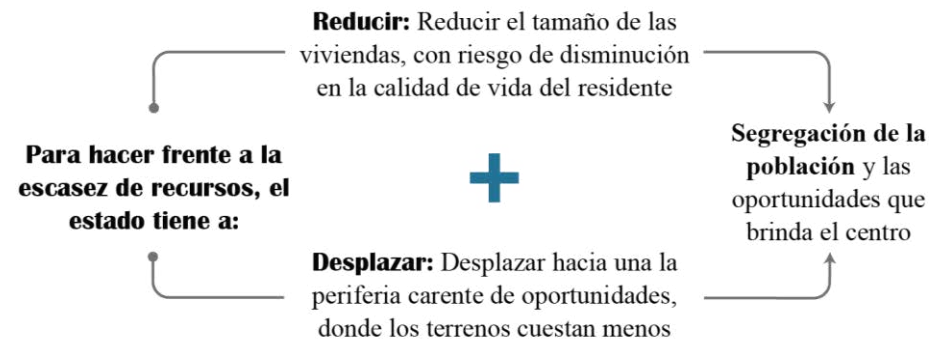 Reducir: Reducir el tamaño de las
viviendas, con riesgo de disminución
en la calidad de vida del residente
Para hacer frente a la
escasez de recursos, el
estado tiene a:
Segregación de la
población y las
oportunidades que
brinda el centro
Desplazar: Desplazar hacia una la
periferia carente de oportunidades,
donde los terrenos cuestan menos